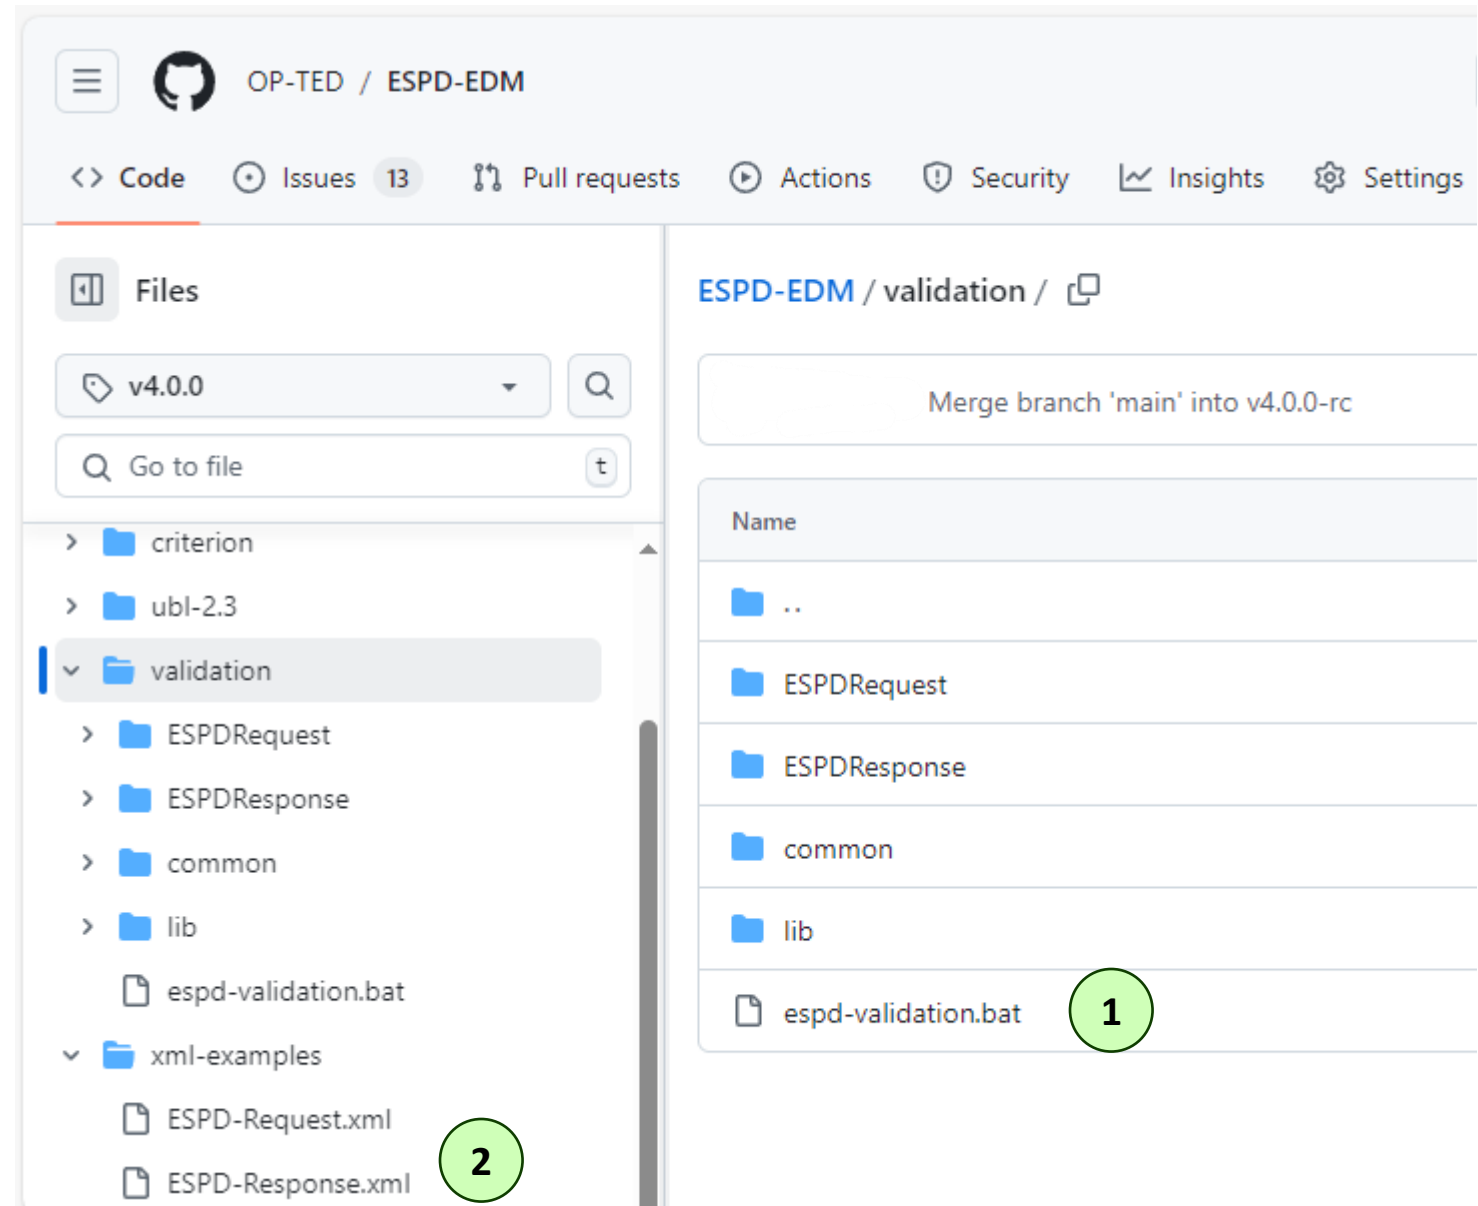 OP-TED / ESPD-EDM
Code Issues 13 Pull requests Actions Security Insights Settings
Files
v4.0.0
Go to file t
criterion
ubl-2.3
validation
ESPDRequest
ESPDResponse
common
lib
espd-validation.bat
xml-examples
ESPD-Request.xml
ESPD-Response.xml
2
ESPD-EDM / validation /
Merge branch 'main' into v4.0.0-rc
Name
..
ESPDRequest
ESPDResponse
common
lib
espd-validation.bat 1